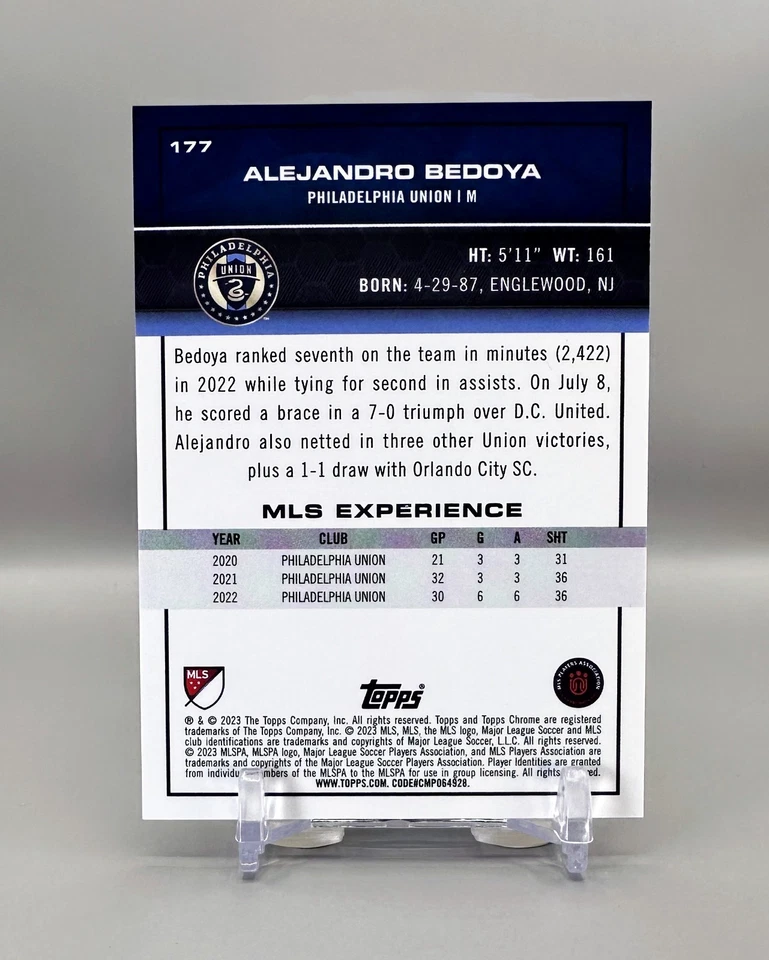 177
ALEJANDRO BEDOYA
PHILADELPHIA UNION | M
PHILADELPHIA
UNION
HT: 5'11" WT: 161
BORN: 4-29-87, ENGLEWOOD, NJ
Bedoya ranked seventh on the team in minutes (2,422)
in 2022 while tying for second in assists. On July 8,
he scored a brace in a 7-0 triumph over D.C. United.
Alejandro also netted in three other Union victories,
plus a 1-1 draw with Orlando City SC.
MLS EXPERIENCE
YEAR CLUB GP G A SHT
2020 PHILADELPHIA UNION 21 3 3 31
2021 PHILADELPHIA UNION 32 3 3 36
2022 PHILADELPHIA UNION 30 6 6 36
MLS
Topps®
MLS PLAYERS ASSOCIATION
® & © 2023 The Topps Company, Inc. All rights reserved. Topps and Topps Chrome are registered
trademarks of The Topps Company, Inc. © 2023 MLS, MLS, the MLS logo, Major League Soccer and MLS
club identifications are trademarks and copyrights of Major League Soccer, L.L.C. All rights reserved.
© 2023 MLSPA, MLSPA logo, Major League Soccer Players Association, and MLS Players Association are
trademarks and copyrights of the Major League Soccer Players Association. Player Identities are granted
from individu mbers of the MLSPA to the MLSPA for use in group licensing. All rights ed.
WWW.TOPPS.COM. CODE#CMP064928.